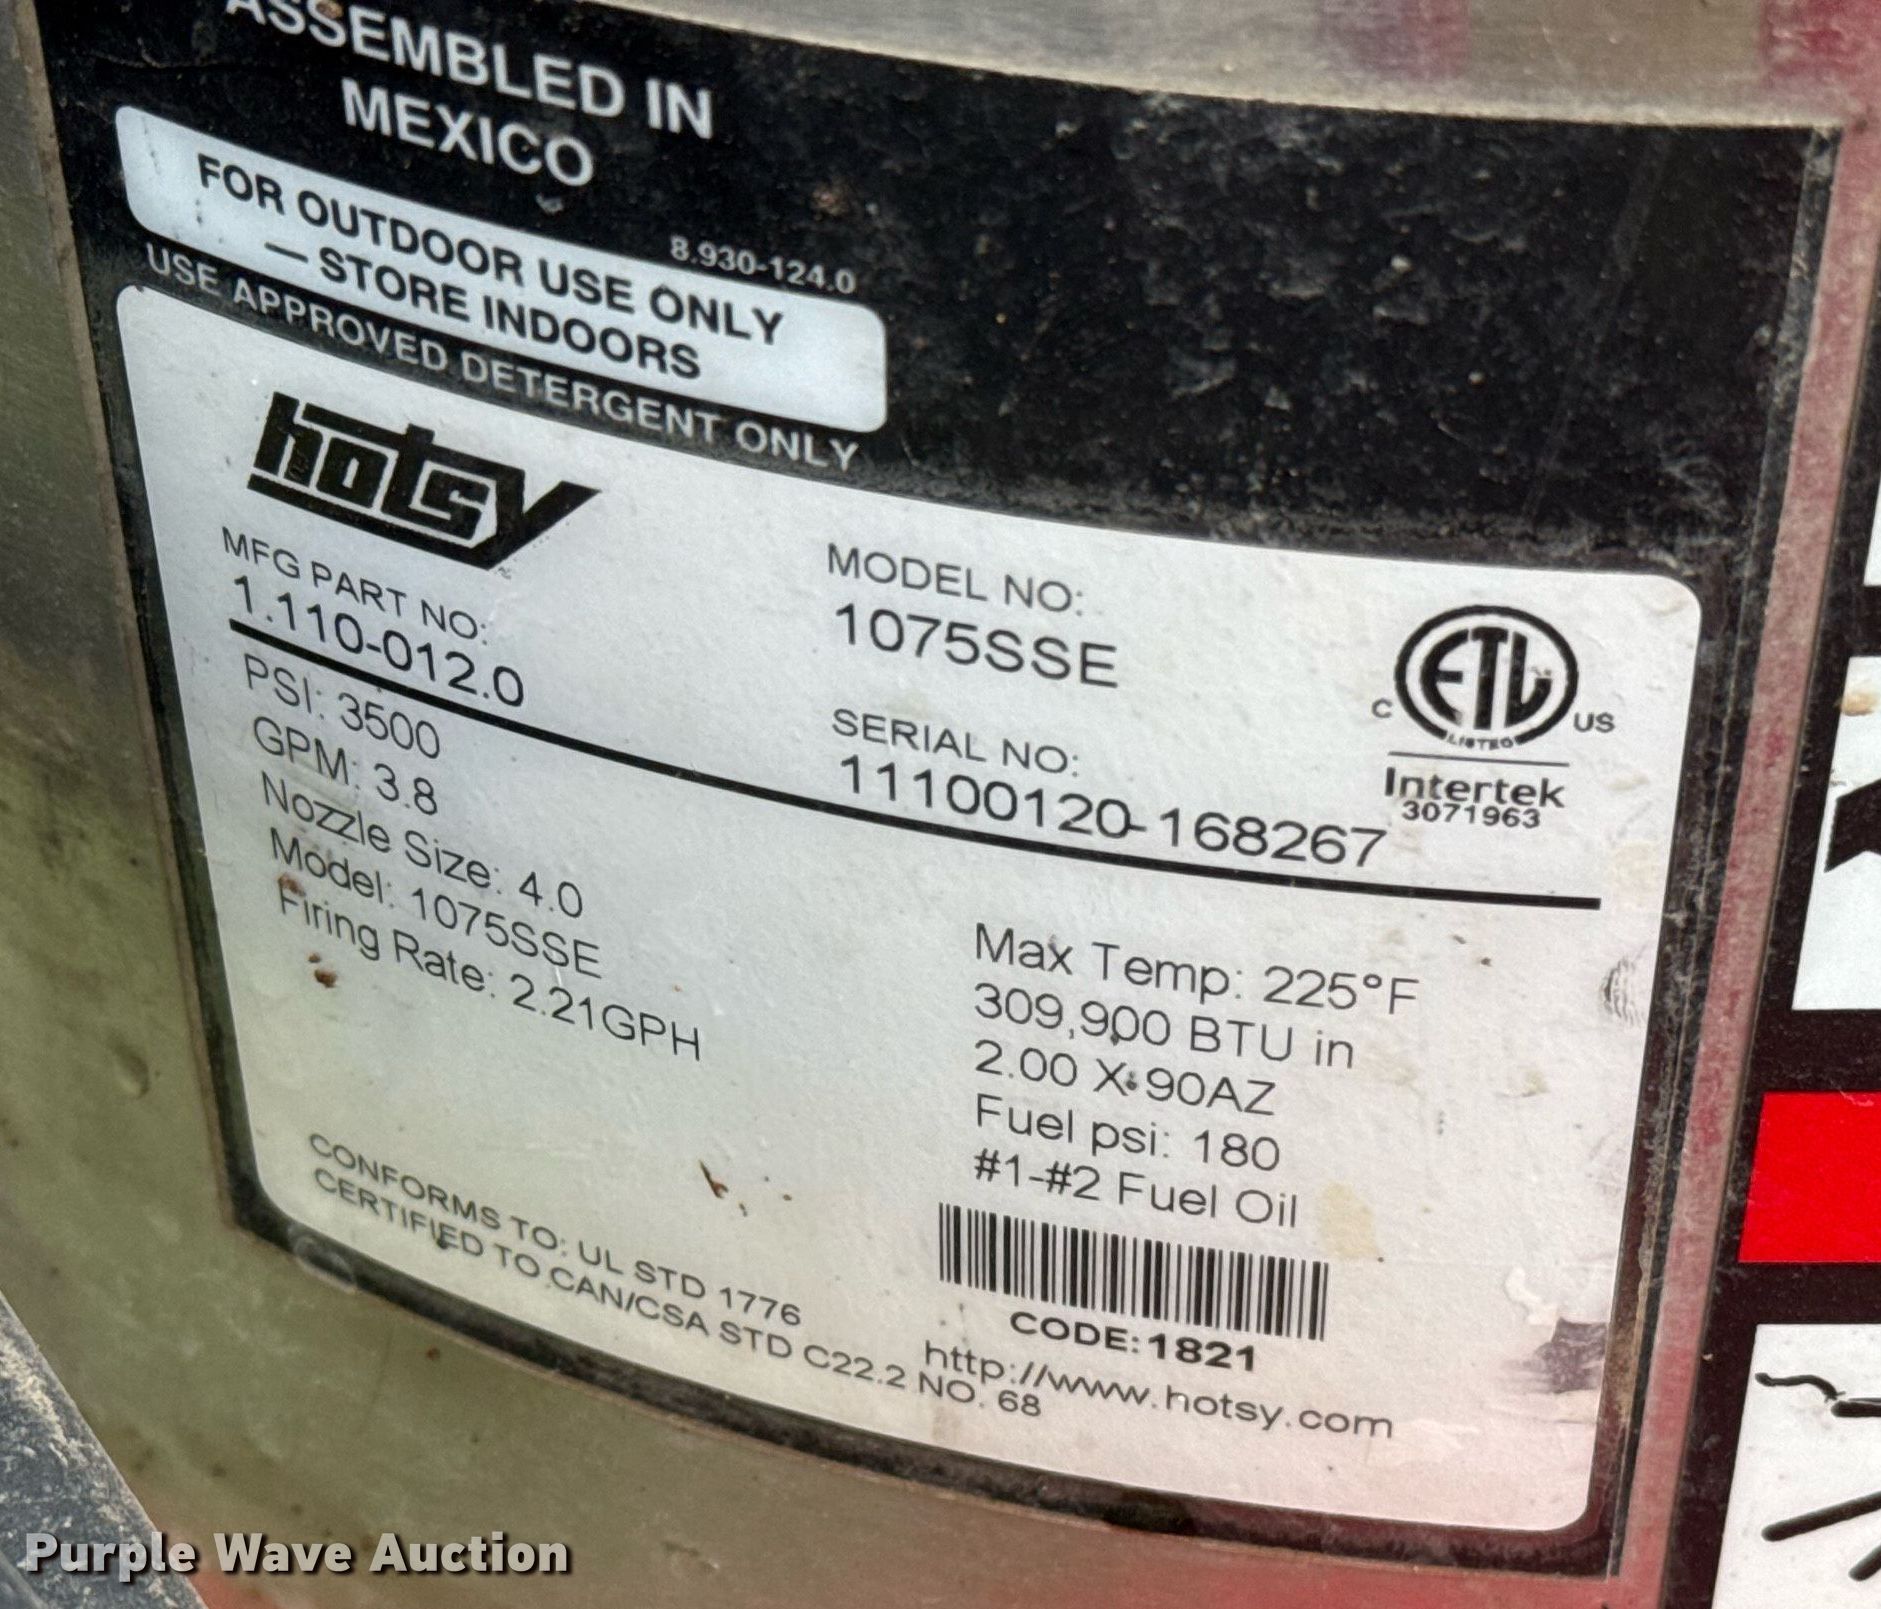 ASSEMBLED IN
MEXICO
FOR OUTDOOR USE ONLY
— STORE INDOORS
8.930-124.0
USE APPROVED DETERGENT ONLY
hotsy
MFG PART NO:
1.110-012.0
MODEL NO:
1075SSE
SERIAL NO:
11100120-168267
C ETL US
LISTED
Intertek
3071963
PSI: 3500
GPM: 3.8
Nozzle Size: 4.0
Model: 1075SSE
Firing Rate: 2.21GPH
Max Temp: 225°F
309,900 BTU in
2.00 X 90AZ
Fuel psi: 180
#1-#2 Fuel Oil
CODE:1821
http://www.hotsy.com
CONFORMS TO: UL STD 1776
CERTIFIED TO CAN/CSA STD C22.2 NO. 68
Purple Wave Auction